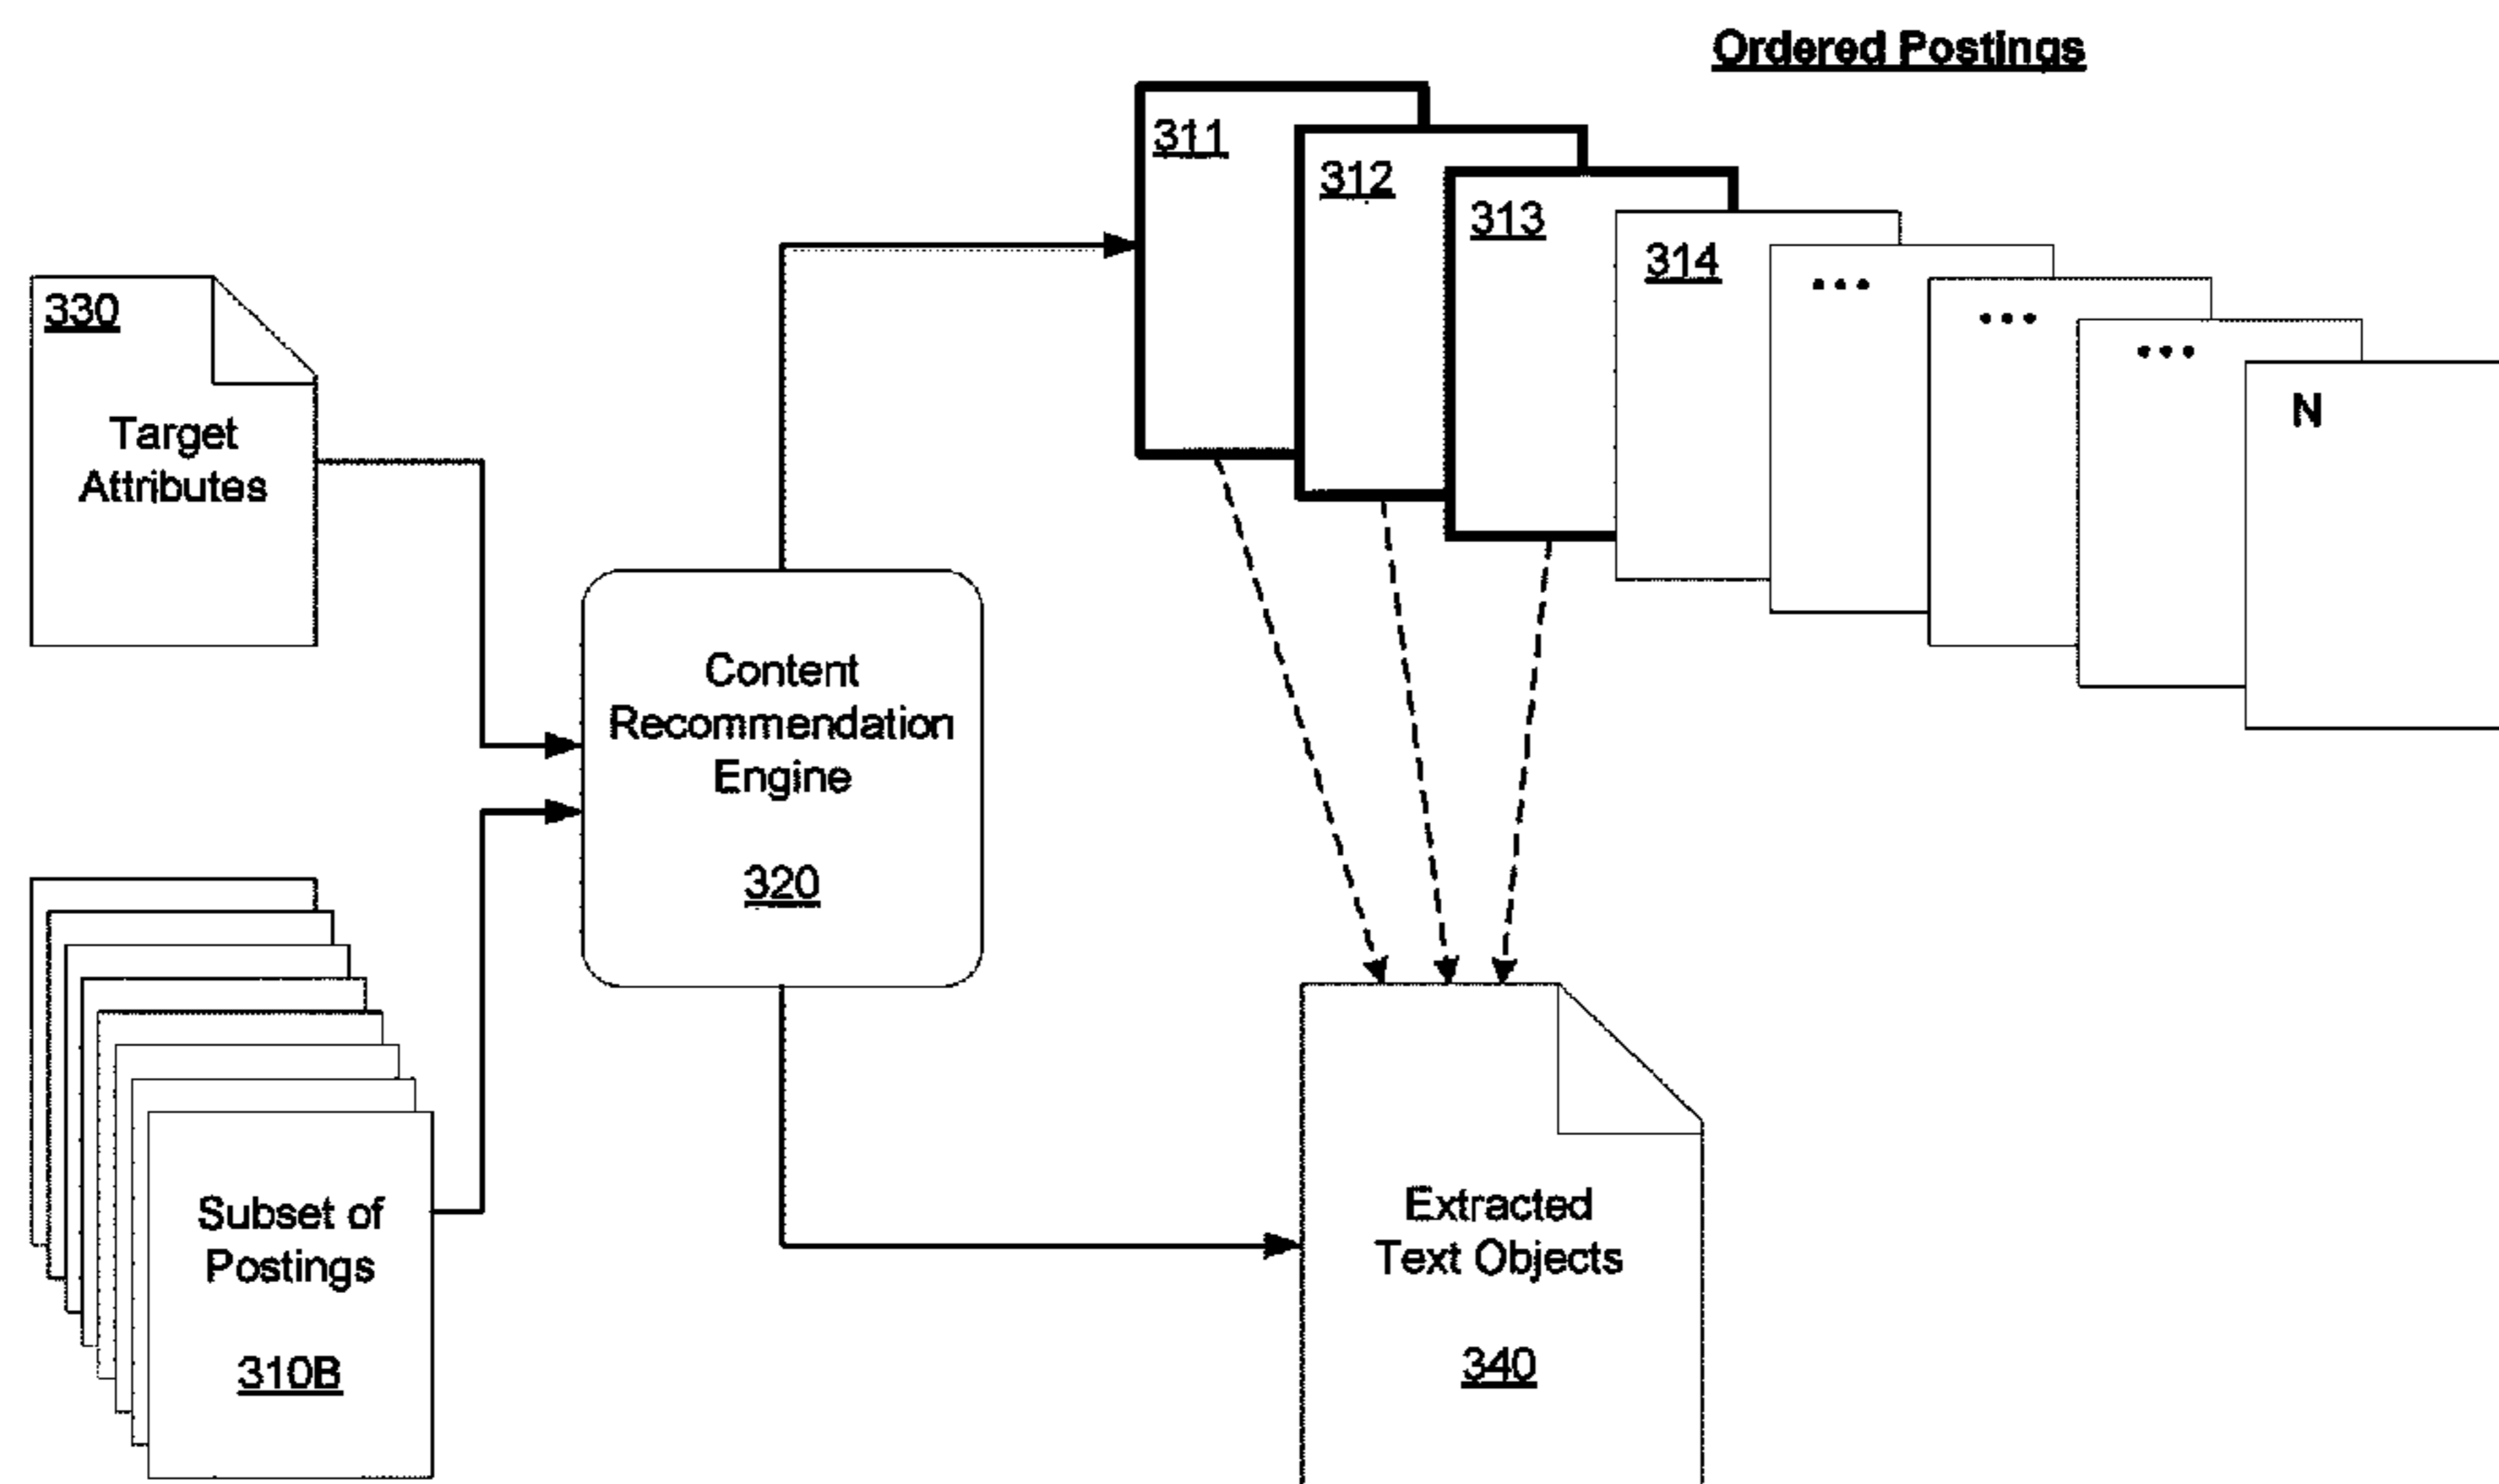 Ordered Postings
311
312
313
314
...
...
...
N
330
Target
Attributes
Content
Recommendation
Engine
320
Subset of
Postings
310B
Extracted
Text Objects
340